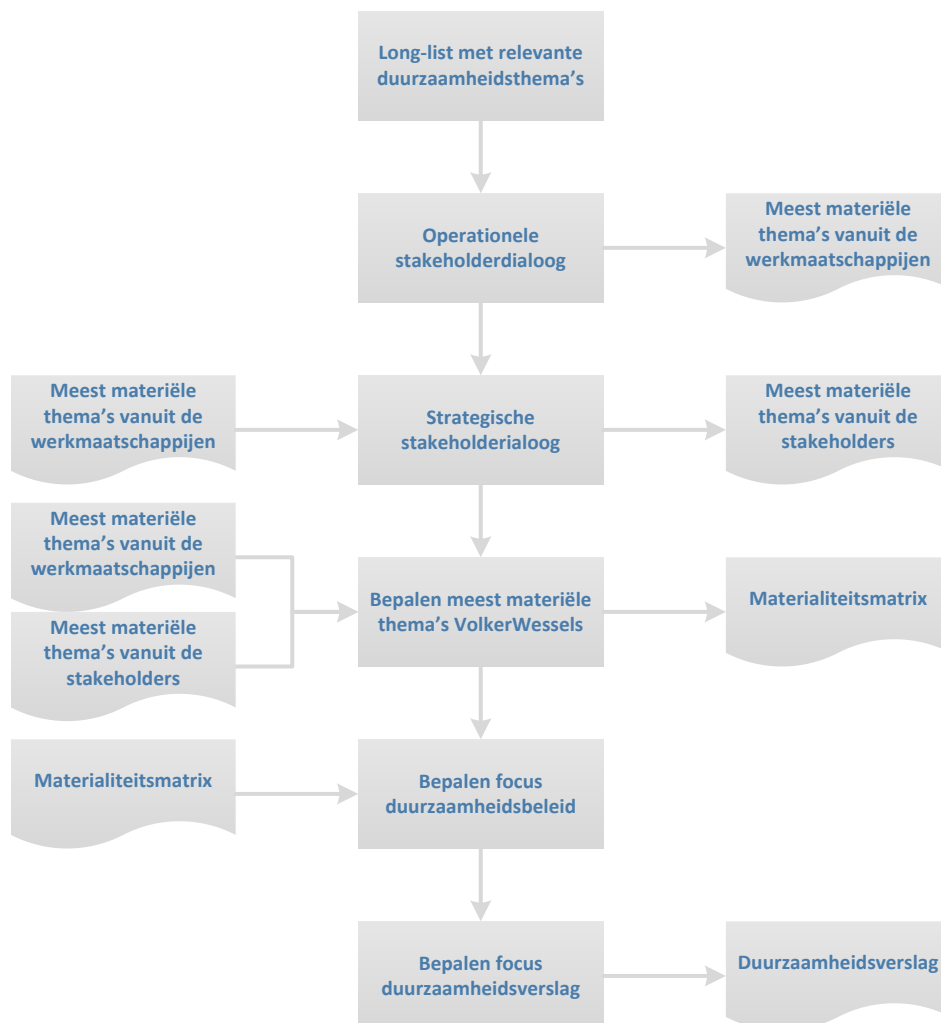 Long-list met relevante
duurzaamheidsthema's
Operationele
stakeholderdialoog
Meest materiële
thema's vanuit de
werkmaatschappijen
Meest materiële
thema's vanuit de
werkmaatschappijen
Strategische
stakeholderialoog
Meest materiële
thema's vanuit de
stakeholders
Meest materiële
thema's vanuit de
werkmaatschappijen
Meest materiële
thema's vanuit de
stakeholders
Bepalen meest materiële
thema's VolkerWessels
Materialiteitsmatrix
Materialiteitsmatrix
Bepalen focus
duurzaamheidsbeleid
Bepalen focus
duurzaamheidsverslag
Duurzaamheidsverslag